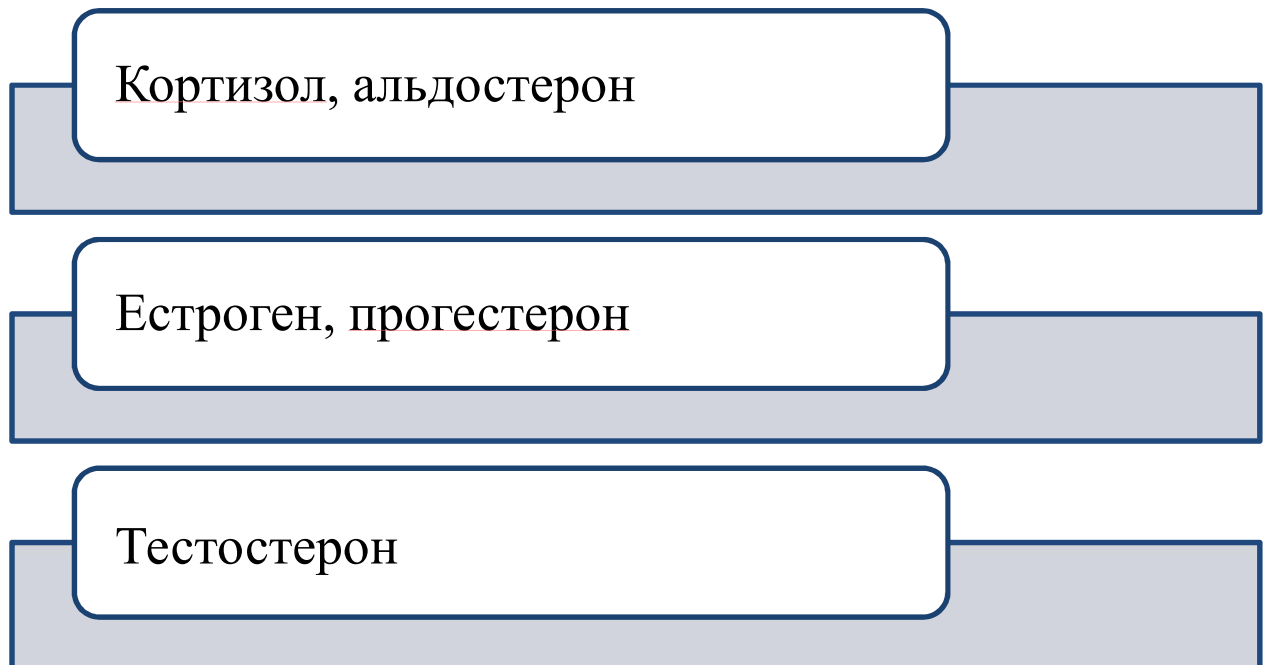 Кортизол, альдостерон
Естроген, прогестерон
Тестостерон